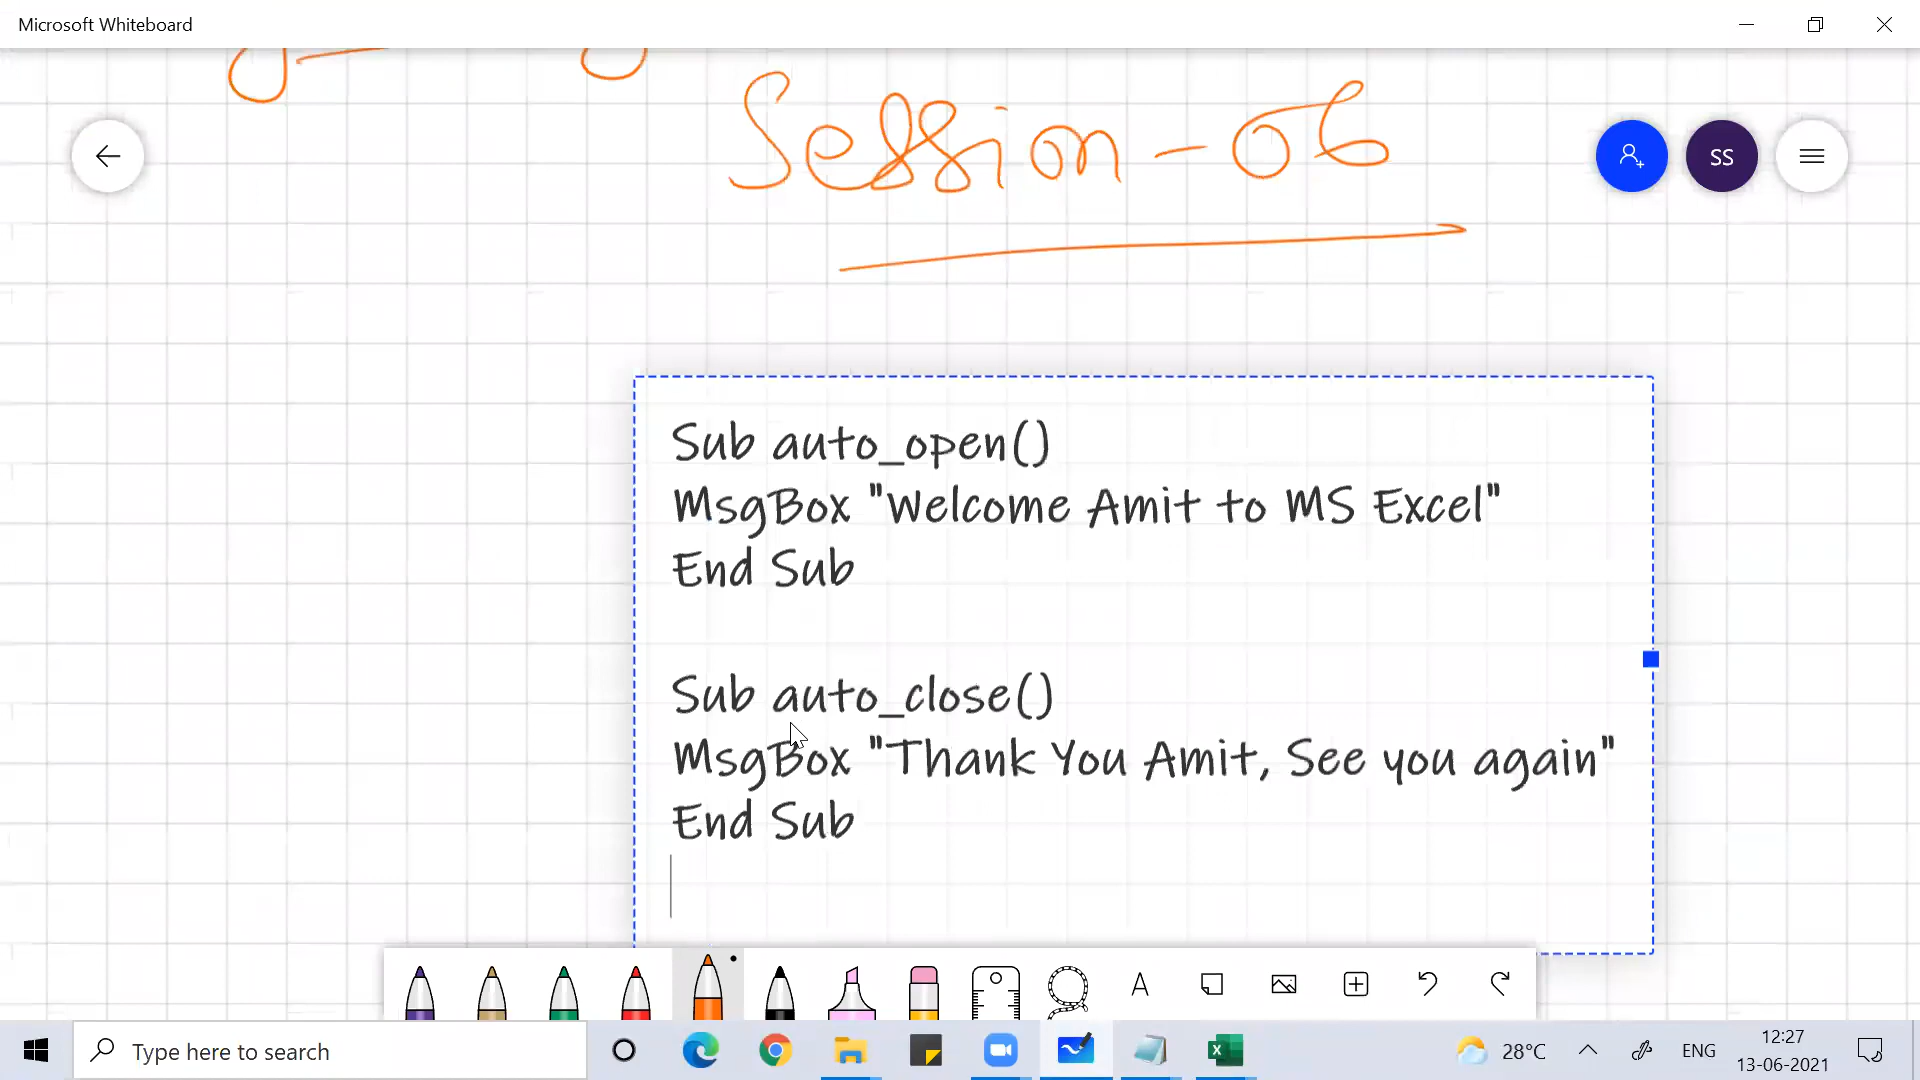 Microsoft Whiteboard
Session - 06
SS
Sub auto_open()
MsgBox "Welcome Amit to MS Excel"
End Sub
Sub auto_close()
MsgBox "Thank You Amit, See you again"
End Sub
A
Type here to search
28°C
ENG
12:27
13-06-2021